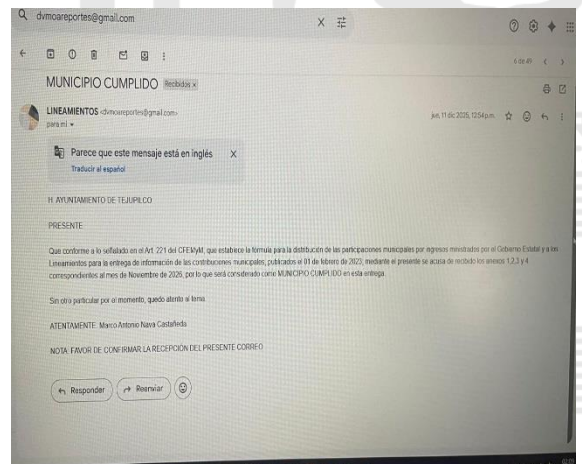 dvmoareportes@gmail.com
6 de 49
MUNICIPIO CUMPLIDO Recibidos x
LINEAMIENTOS <dvmoareportes@gmail.com>
jue, 11 dic 2025, 12:54 p.m.
para mí
Parece que este mensaje está en inglés X
Traducir al español
H. AYUNTAMIENTO DE TEJUPILCO
PRESENTE
Que conforme a lo señalado en el Art. 221 del CFEMyM, que establece la fórmula para la distribución de las participaciones municipales por ingresos ministrados por el Gobierno Estatal y a los
Lineamientos para la entrega de información de las contribuciones municipales, publicados el 01 de febrero de 2023, mediante el presente se acusa de recibido los anexos 1,2,3 y 4
correspondientes al mes de Noviembre de 2025, por lo que será considerado como MUNICIPIO CUMPLIDO en esta entrega.
Sin otro particular por el momento, quedo atento al
ATENTAMENTE: Marco Antonio Nava Castañeda
NOTA: FAVOR DE CONFIRMAR LA RECEPCIÓN DEL PRESENTE CORREO
Responder
Reenviar